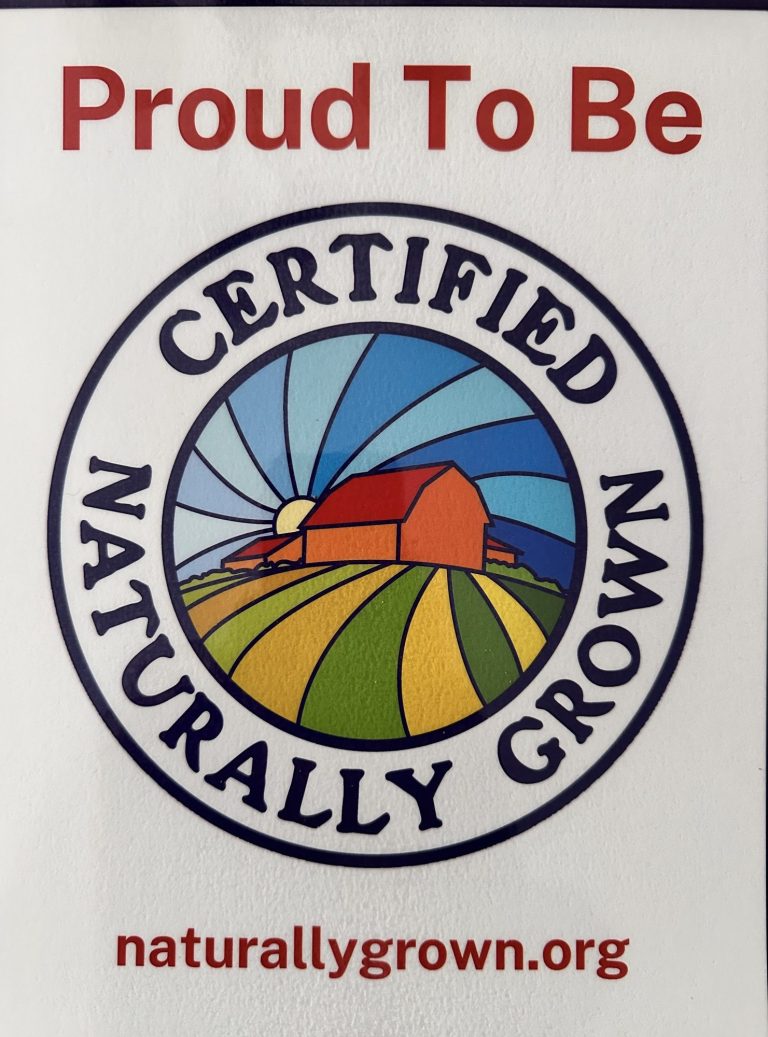 Proud To Be
CERTIFIED
NATURALLY GROWN
naturallygrown.org